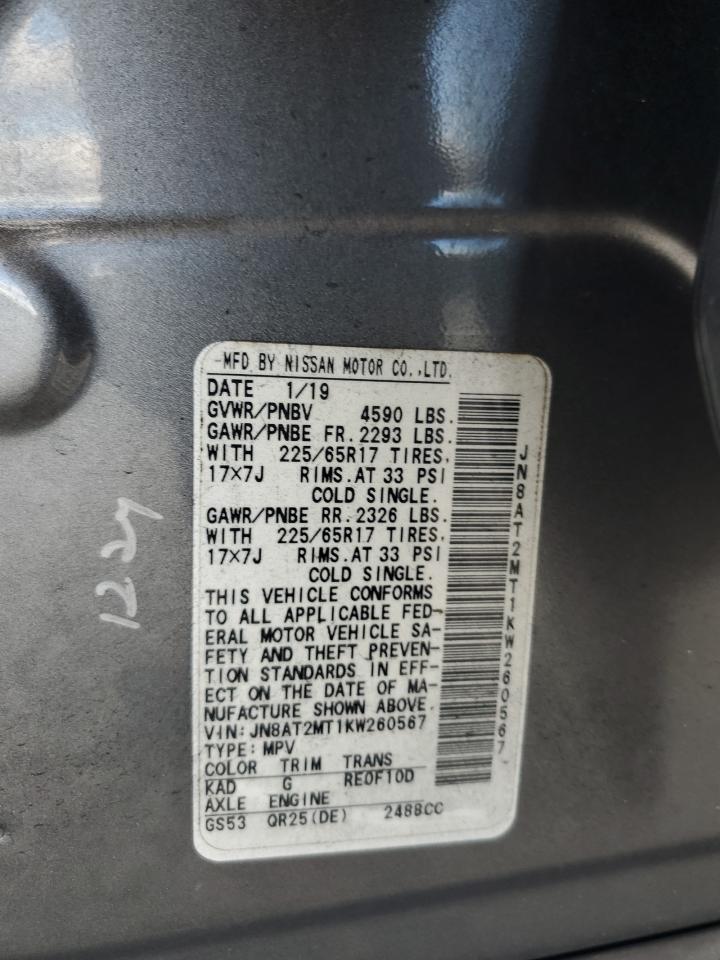 MFD BY NISSAN MOTOR CO.,LTD.
DATE 1/19
GVWR/PNBV 4590 LBS.
GAWR/PNBE FR. 2293 LBS.
WITH 225/65R17 TIRES,
17×7J RIMS. AT 33 PSI
COLD SINGLE.
GAWR/PNBE RR. 2326 LBS.
WITH 225/65R17 TIRES,
17×7J RIMS. AT 33 PSI
COLD SINGLE.
THIS VEHICLE CONFORMS
TO ALL APPLICABLE FED-
ERAL MOTOR VEHICLE SA-
FETY AND THEFT PREVEN-
TION STANDARDS IN EFF-
ECT ON THE DATE OF MA-
NUFACTURE SHOWN ABOVE.
VIN: JN8AT2MT1KW260567
TYPE: MPV
COLOR TRIM TRANS
KAD G RE0F10D
AXLE ENGINE
GS53 QR25(DE) 2488CC
JN8AT2MT1KW260567
1227